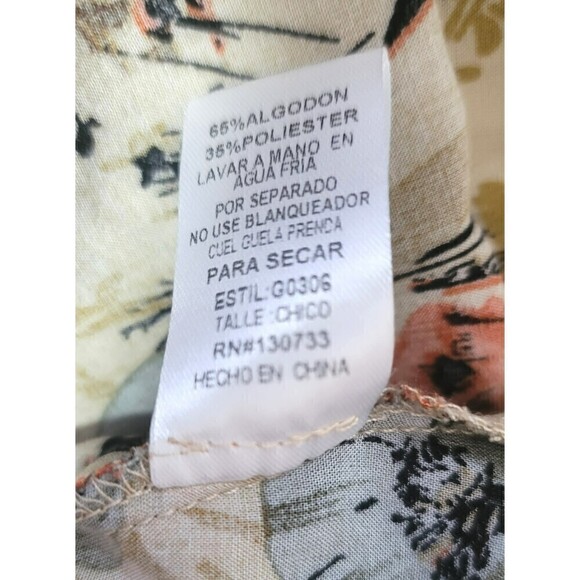 65%ALGODON
35%POLIESTER
LAVAR A MANO EN
AGUA FRIA
POR SEPARADO
NO USE BLANQUEADOR
CUEL GUELA PRENDA
PARA SECAR
ESTIL:G0306
TALLE :CHICO
RN#130733
HECHO EN CHINA